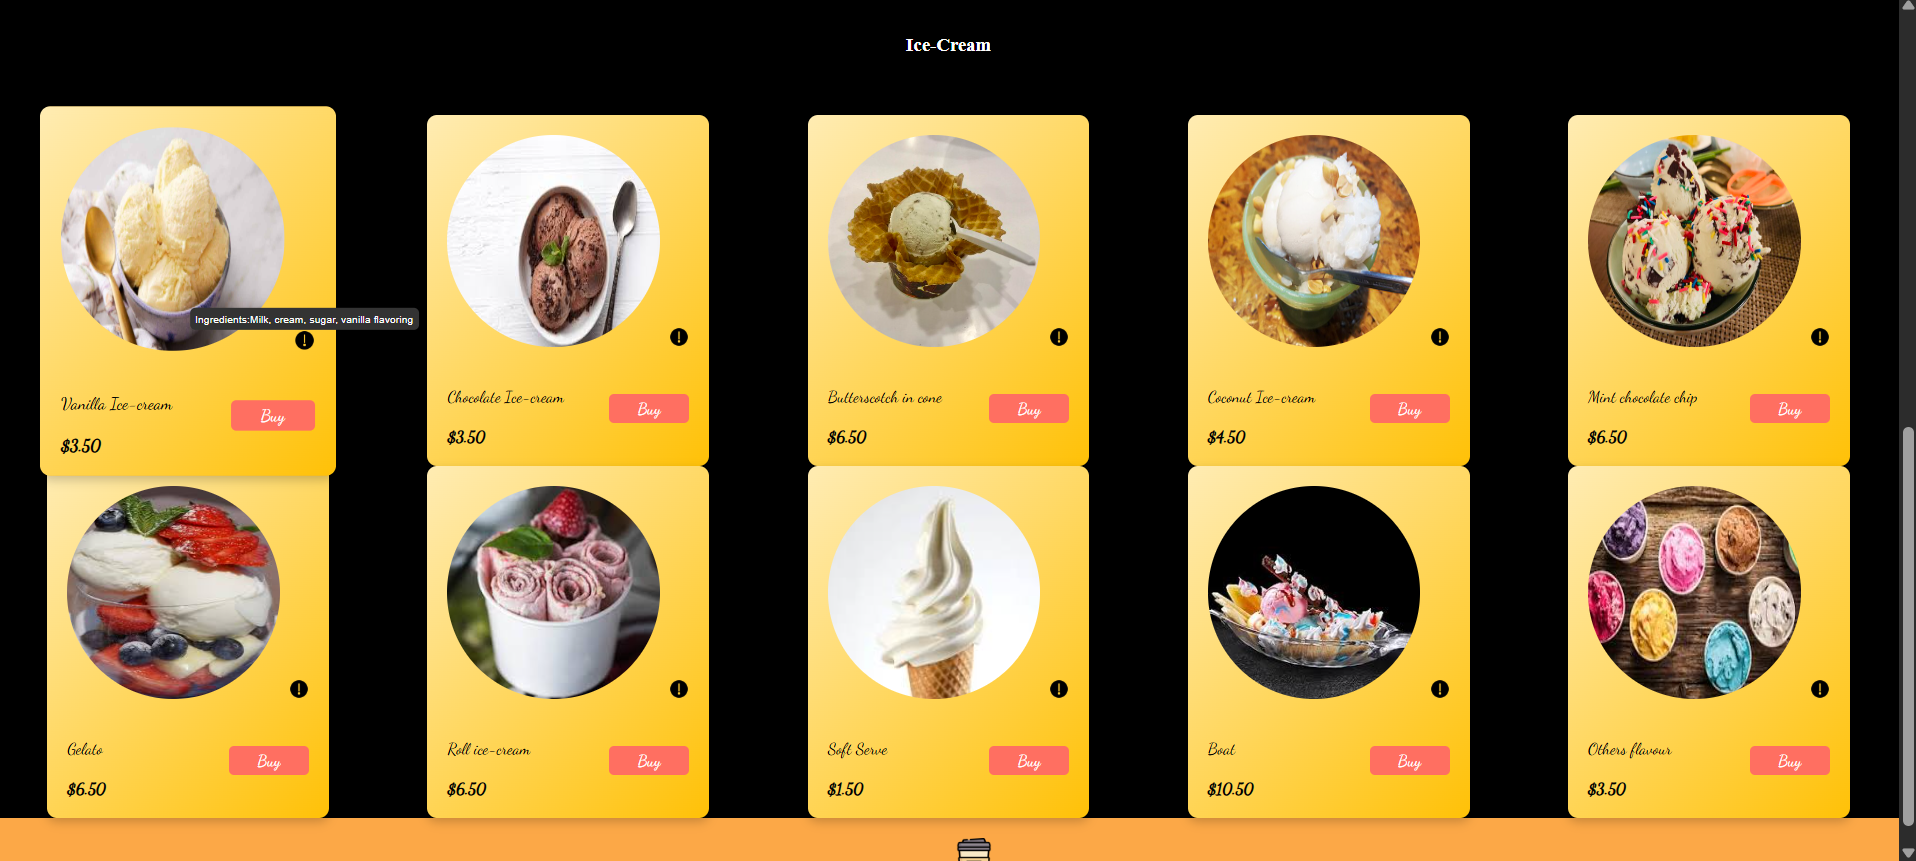 Ice-Cream
Ingredients:Milk, cream, sugar, vanilla flavoring
!
!
!
!
!
Vanilla Ice-cream
Buy
$3.50
Chocolate Ice-cream
Buy
$3.50
Butterscotch in cone
Buy
$6.50
Coconut Ice-cream
Buy
$4.50
Mint chocolate chip
Buy
$6.50
!
!
!
!
!
Gelato
Buy
$6.50
Roll ice-cream
Buy
$6.50
Soft Serve
Buy
$1.50
Boat
Buy
$10.50
Others flavour
Buy
$3.50